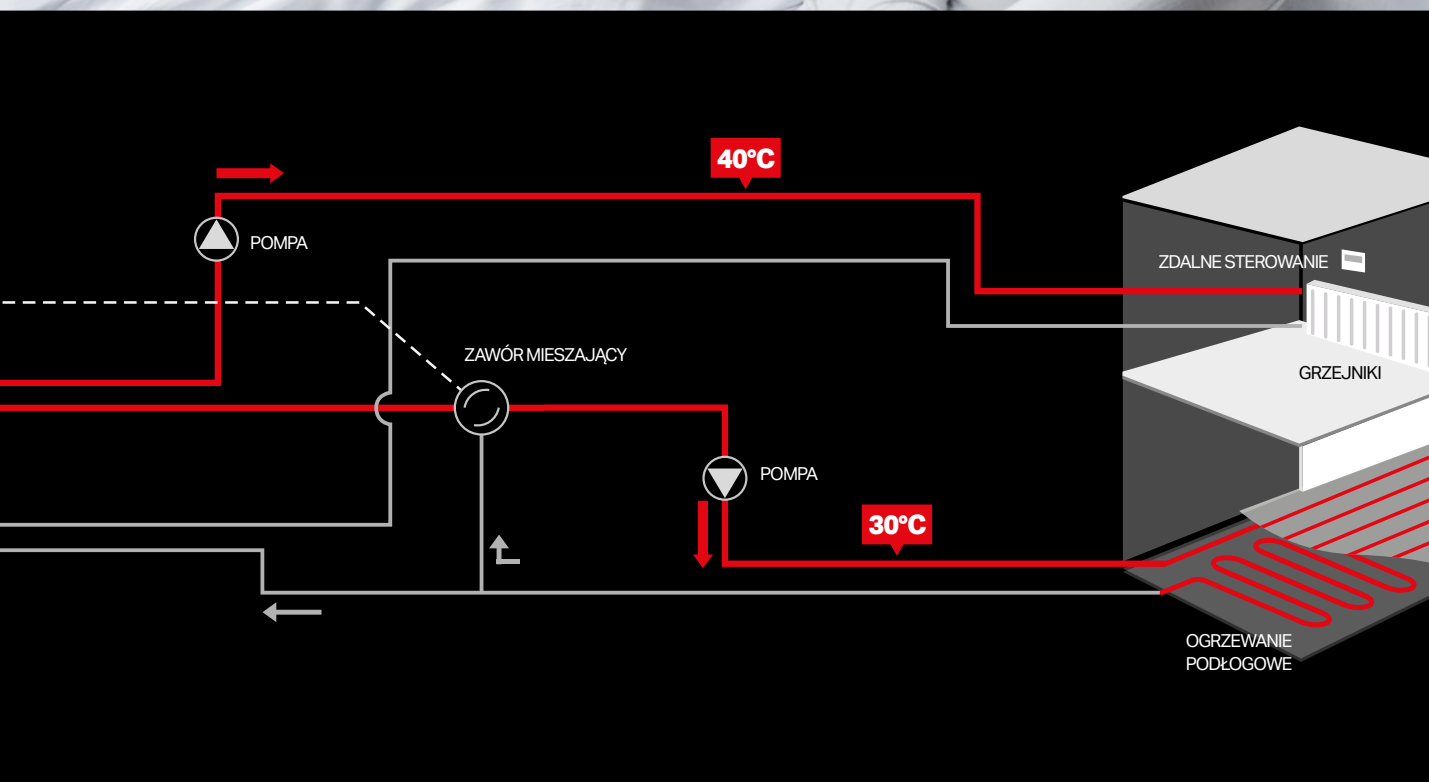 40°C
POMPA
ZDALNE STEROWANIE
ZAWÓR MIESZAJĄCY
GRZEJNIKI
POMPA
30°C
OGRZEWANIE
PODŁOGOWE